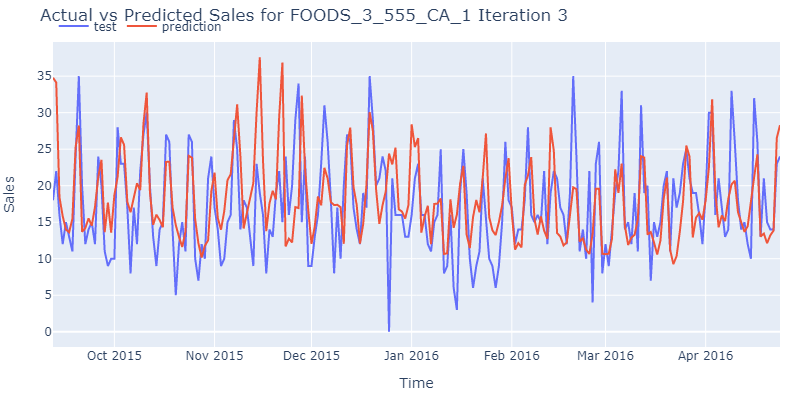 Actual vs Predicted Sales for FOODS_3_555_CA_1 Iteration 3
test
prediction
Sales
35
30
25
20
15
10
5
0
Oct 2015
Nov 2015
Dec 2015
Jan 2016
Feb 2016
Mar 2016
Apr 2016
Time